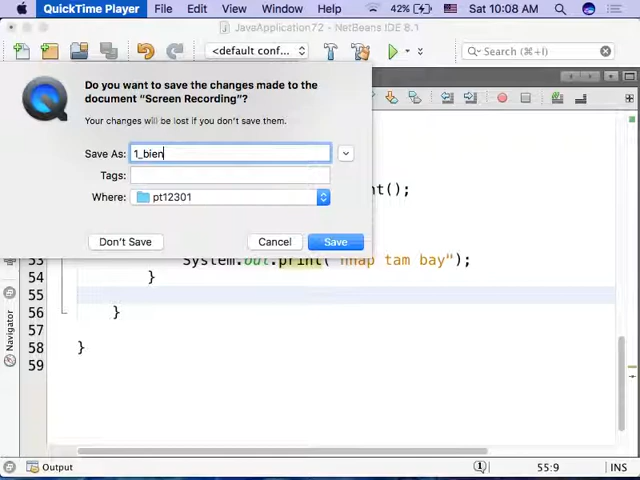 QuickTime Player File Edit View Window Help 42% Sat 10:08 AM
JavaApplication72 - NetBeans IDE 8.1
<default conf... Search (⌘+I)
Do you want to save the changes made to the
document “Screen Recording”?
Your changes will be lost if you don't save them.
Save As: 1_bien
Tags:
nt();
Where: pt12301
Don't Save Cancel Save
53 System.out.print("nhap tam bay");
54 }
55
56 }
57
58 }
59
Navigator
Output 55:9 INS